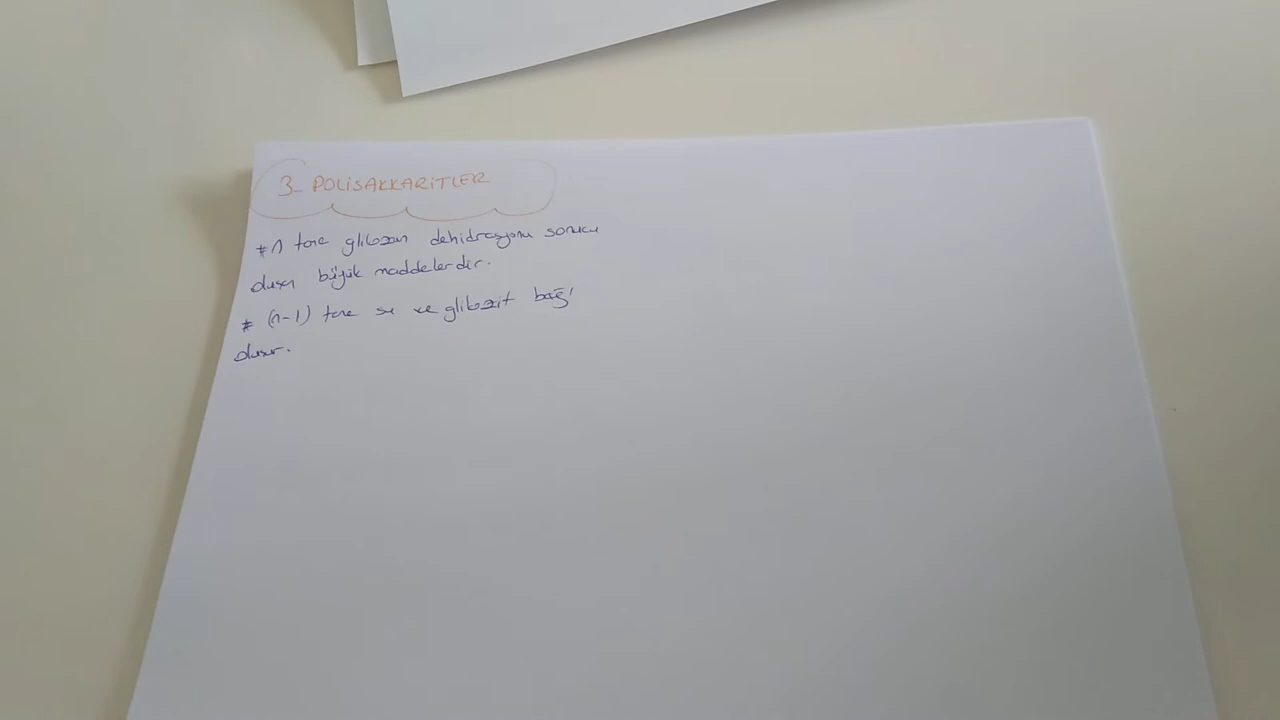 3- POLİSAKKARİTLER
* n tane glikozun dehidrasyonu sonucu
oluşan büyük maddelerdir.
* (n-1) tane su ve glikozit bağı
oluşur.